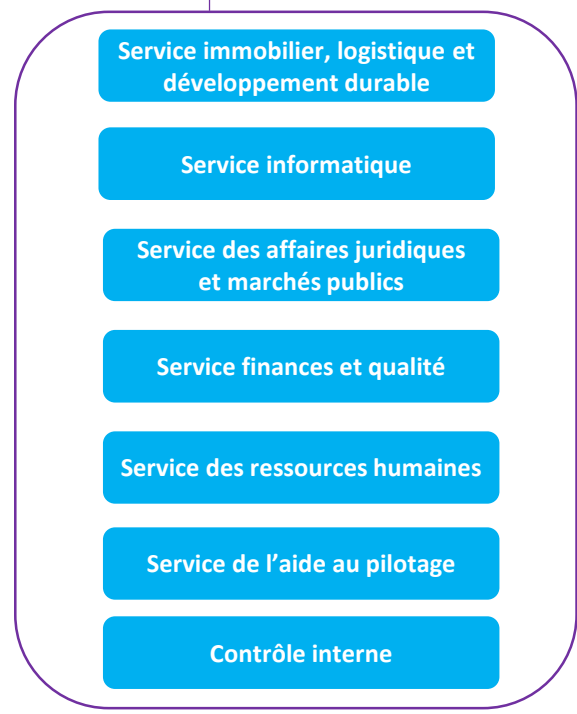 Service immobilier, logistique et
développement durable
Service informatique
Service des affaires juridiques
et marchés publics
Service finances et qualité
Service des ressources humaines
Service de l’aide au pilotage
Contrôle interne